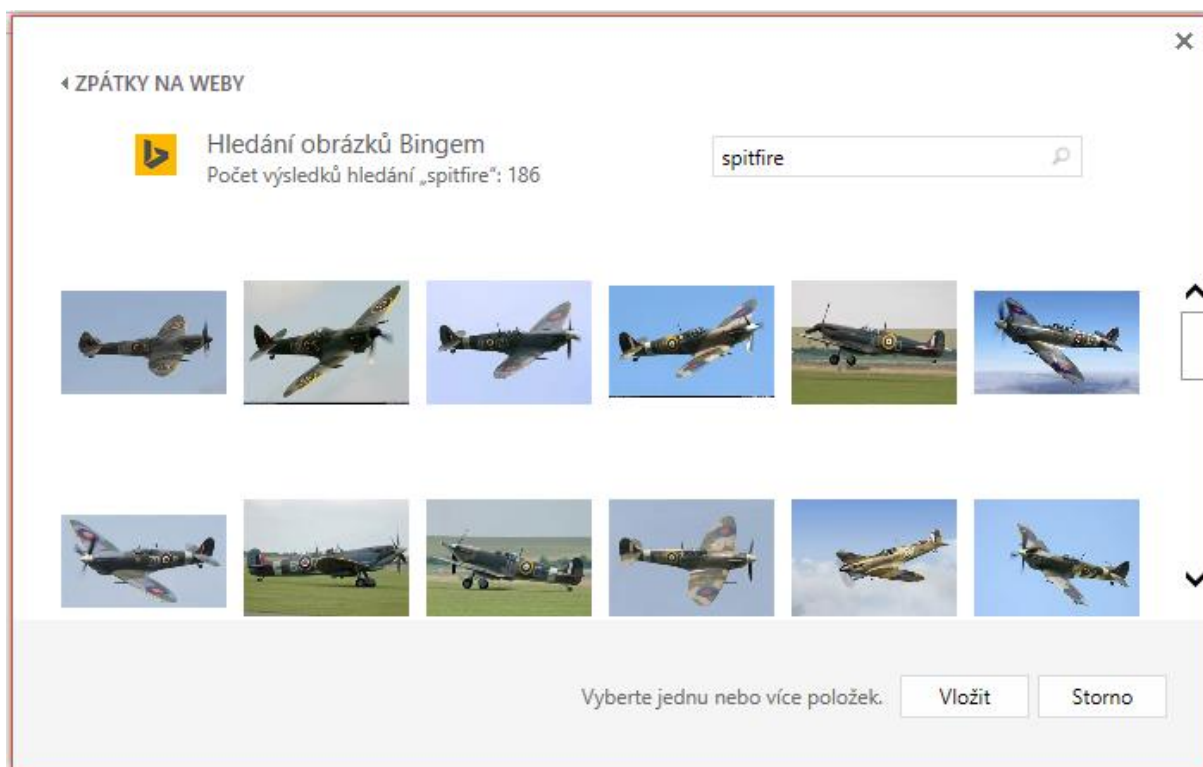 ZPÁTKY NA WEBY
Hledání obrázků Bingem
Počet výsledků hledání „spitfire“: 186
spitfire
Vyberte jednu nebo více položek.
Vložit
Storno